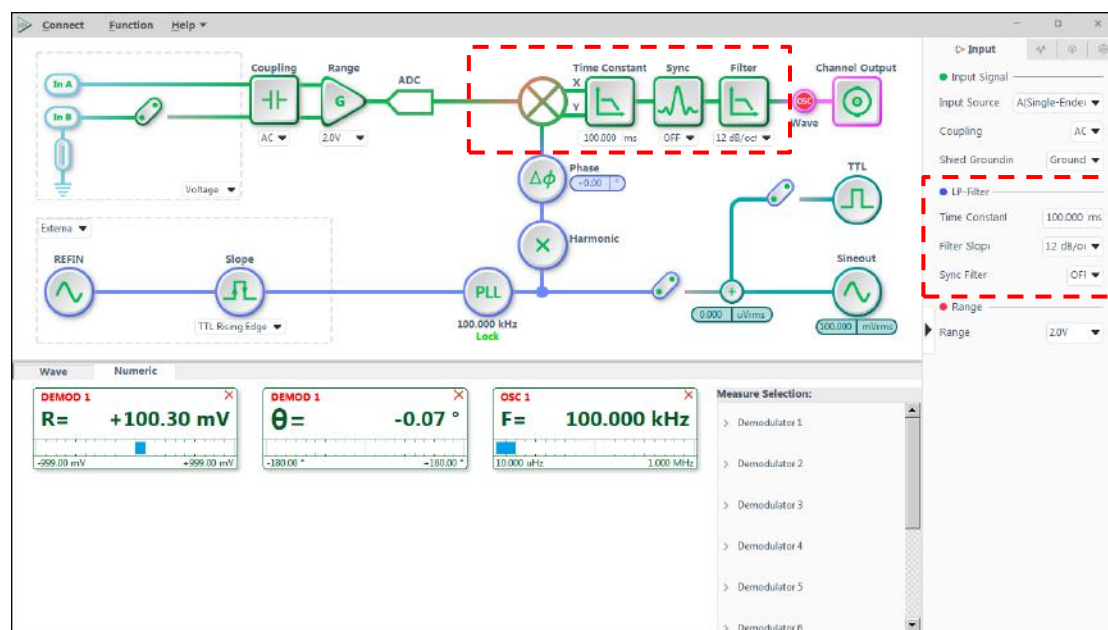 Connect Function Help
Input
Coupling Range
ADC
Time Constant Sync Filter
Channel Output
In A
In B
G
X
Y
OSC
Wave
AC 2.0V
100.000 ms OFF 12 dB/oct
Voltage
Δϕ
Phase
+0.00 °
TTL
Externa
REFIN Slope
Harmonic
Sineout
PLL
TTL Rising Edge
100.000 kHz
Lock
0.000 uVrms
100.000 mVrms
Input Signal
Input Source A(Single-Ende
Coupling AC
Shied Groundin Ground
LP-Filter
Time Constant 100.000 ms
Filter Slop 12 dB/o
Sync Filter OFI
Range
Range 2.0V
Wave Numeric
DEMOD 1
R= +100.30 mV
-999.00 mV +999.00 mV
DEMOD 1
θ= -0.07 °
-180.00 ° +180.00 °
OSC 1
F= 100.000 kHz
10.000 uHz 1.000 MHz
Measure Selection:
Demodulator 1
Demodulator 2
Demodulator 3
Demodulator 4
Demodulator 5
Demodulator 6